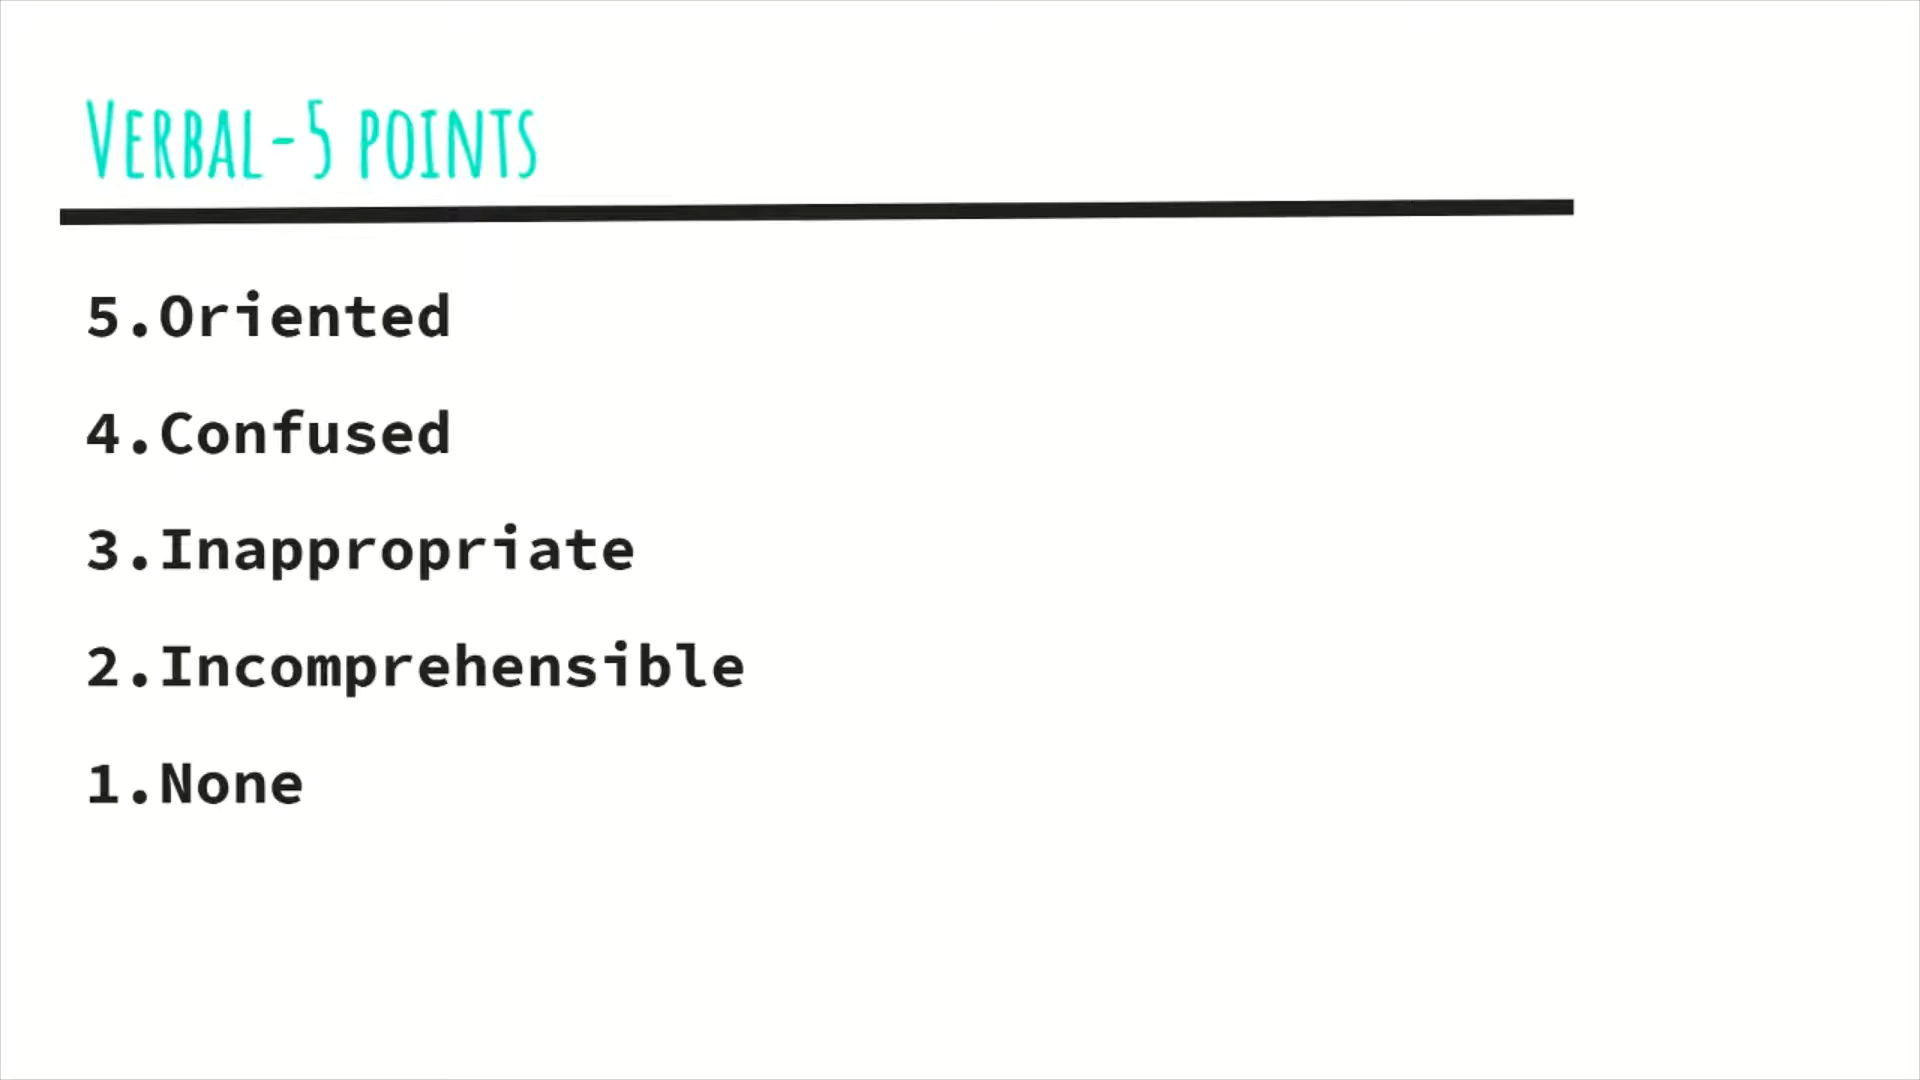 Verbal-5 points
5.Oriented
4.Confused
3.Inappropriate
2.Incomprehensible
1.None